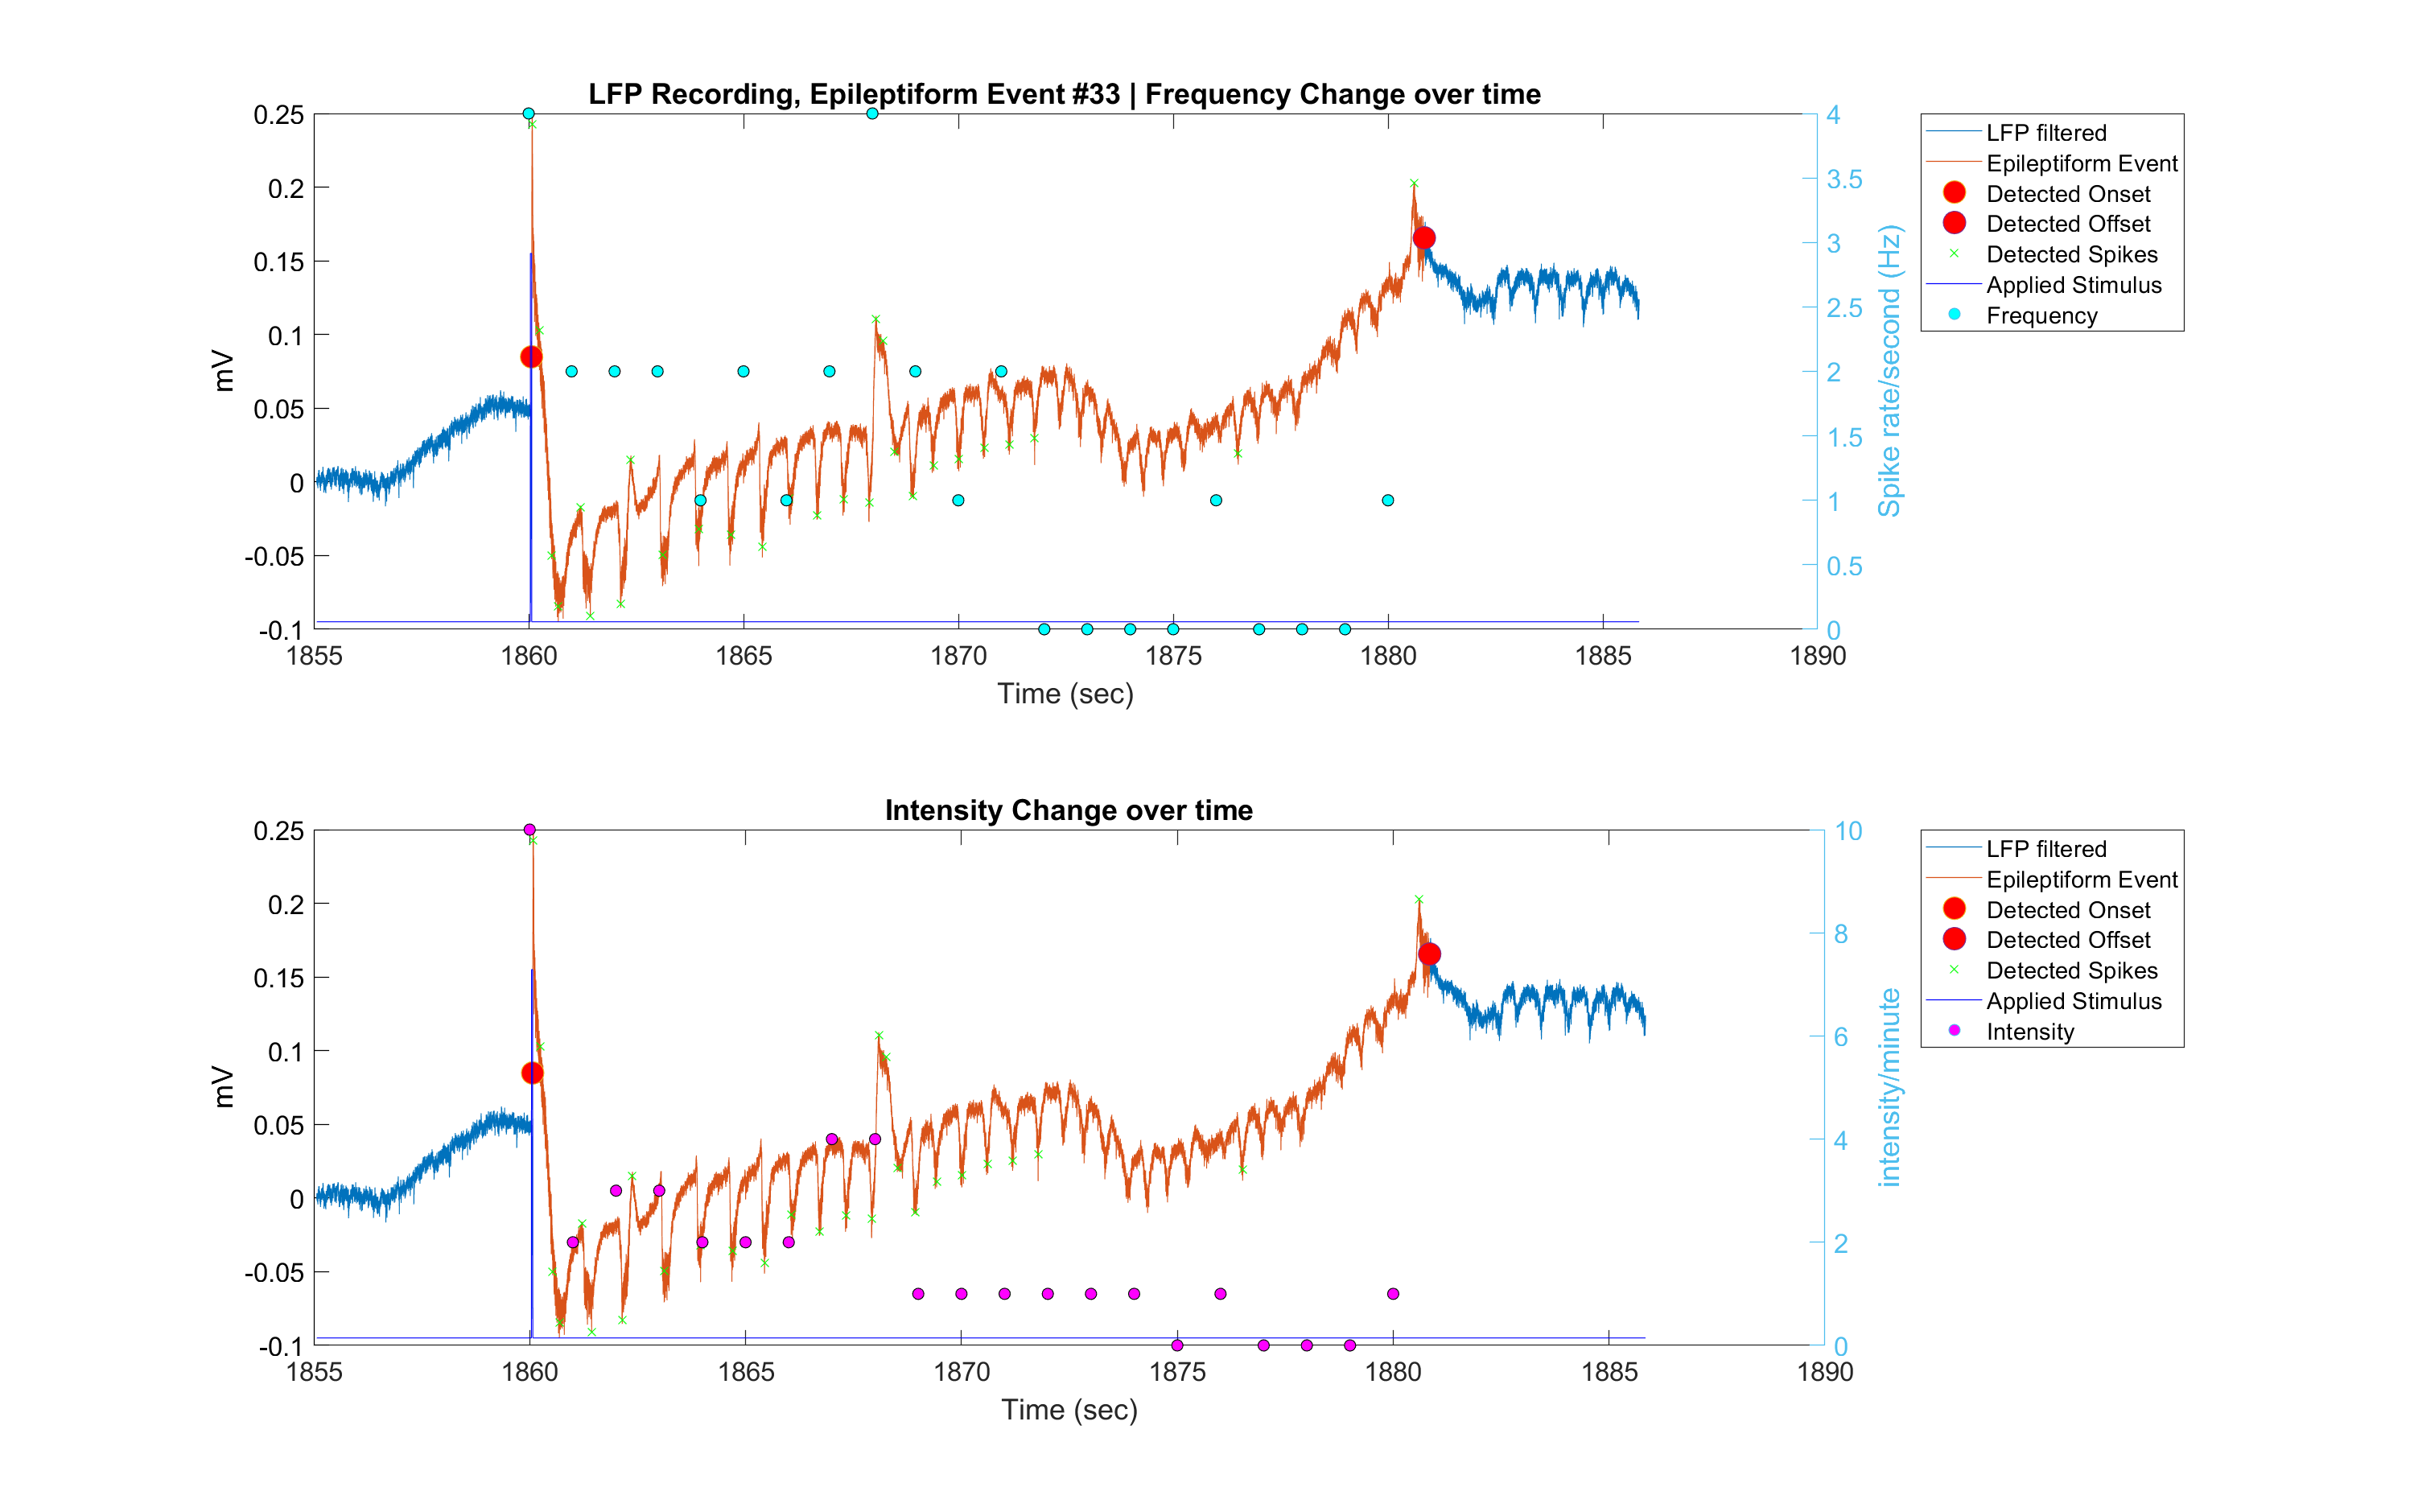 LFP Recording, Epileptiform Event #33 | Frequency Change over time
0.25
0.2
0.15
0.1
0.05
0
-0.05
-0.1
mV
4
3.5
3
2.5
2
1.5
1
0.5
0
Spike rate/second (Hz)
1855 1860 1865 1870 1875 1880 1885 1890
Time (sec)
LFP filtered
Epileptiform Event
Detected Onset
Detected Offset
Detected Spikes
Applied Stimulus
Frequency
Intensity Change over time
0.25
0.2
0.15
0.1
0.05
0
-0.05
-0.1
mV
10
8
6
4
2
0
intensity/minute
1855 1860 1865 1870 1875 1880 1885 1890
Time (sec)
LFP filtered
Epileptiform Event
Detected Onset
Detected Offset
Detected Spikes
Applied Stimulus
Intensity